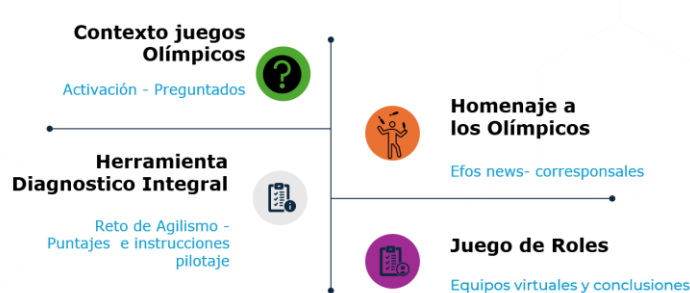 Contexto juegos
Olímpicos
Activación - Preguntados
?
Homenaje a
los Olímpicos
Efos news- corresponsales
Herramienta
Diagnostico Integral
Reto de Agilismo -
Puntajes e instrucciones
pilotaje
Juego de Roles
Equipos virtuales y conclusiones